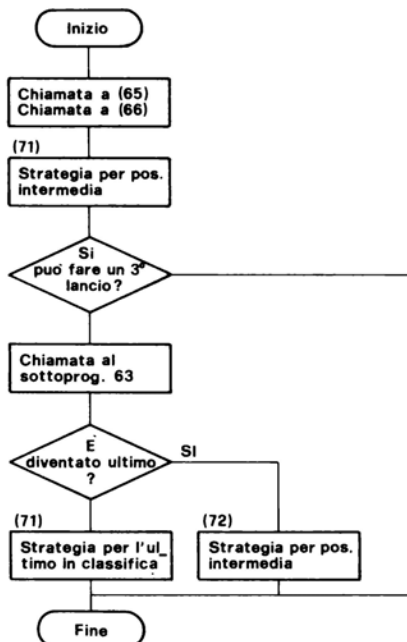 Inizio
Chiamata a (65)
Chiamata a (66)
(71)
Strategia per pos.
intermedia
Si
può fare un 3°
lancio?
Chiamata al
sottoprog. 63
È
diventato ultimo
?
SI
(71)
Strategia per l'ul_
timo in classifica
(72)
Strategia per pos.
intermedia
Fine